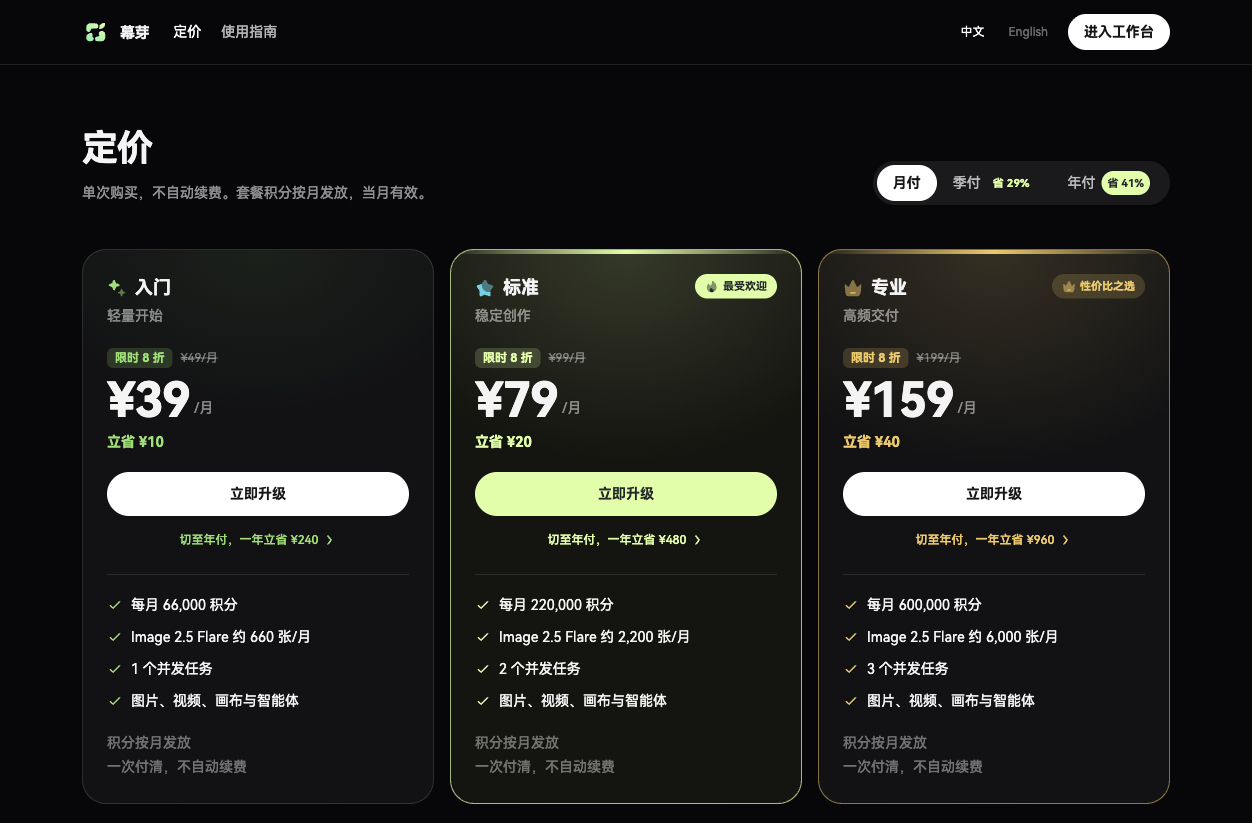 幕芽 定价 使用指南 中文 English 进入工作台
定价
单次购买，不自动续费。套餐积分按月发放，当月有效。
月付 季付 省 29% 年付 省 41%
入门
轻量开始
限时 8 折 ¥49/月
¥39 /月
立省 ¥10
立即升级
切至年付，一年立省 ¥240
每月 66,000 积分
Image 2.5 Flare 约 660 张/月
1 个并发任务
图片、视频、画布与智能体
积分按月发放
一次付清，不自动续费
标准 最受欢迎
稳定创作
限时 8 折 ¥99/月
¥79 /月
立省 ¥20
立即升级
切至年付，一年立省 ¥480
每月 220,000 积分
Image 2.5 Flare 约 2,200 张/月
2 个并发任务
图片、视频、画布与智能体
积分按月发放
一次付清，不自动续费
专业 性价比之选
高频交付
限时 8 折 ¥199/月
¥159 /月
立省 ¥40
立即升级
切至年付，一年立省 ¥960
每月 600,000 积分
Image 2.5 Flare 约 6,000 张/月
3 个并发任务
图片、视频、画布与智能体
积分按月发放
一次付清，不自动续费